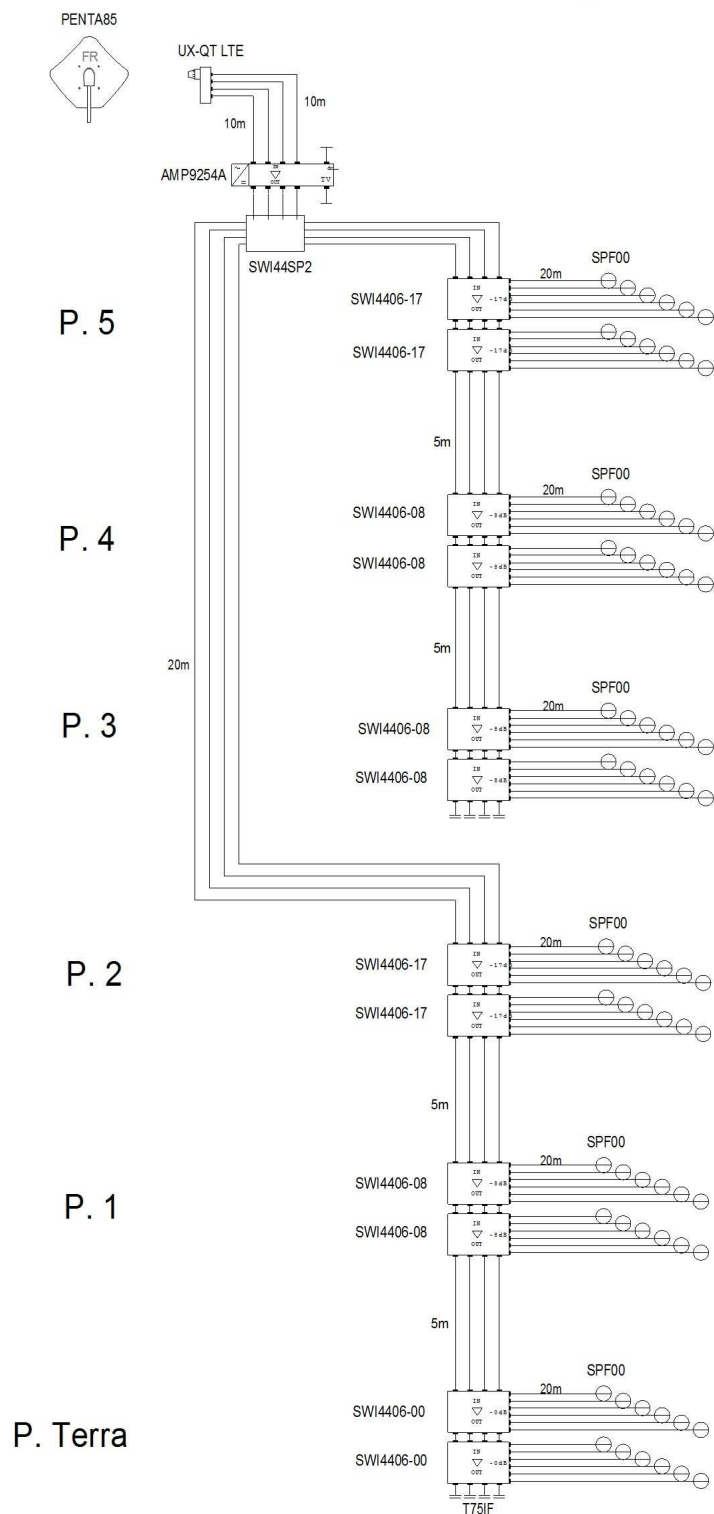 PENTA85
FR
UX-QT LTE
10m
10m
AMP9254A
IN
OUT
TV
SWI44SP2
SPF00
20m
P. 5
SWI4406-17
IN
OUT
SWI4406-17
IN
OUT
5m
SPF00
20m
P. 4
SWI4406-08
IN
OUT
-8dB
SWI4406-08
IN
OUT
-8dB
5m
20m
SPF00
20m
P. 3
SWI4406-08
IN
OUT
-8dB
SWI4406-08
IN
OUT
-8dB
SPF00
20m
P. 2
SWI4406-17
IN
OUT
SWI4406-17
IN
OUT
5m
SPF00
20m
P. 1
SWI4406-08
IN
OUT
-8dB
SWI4406-08
IN
OUT
-8dB
5m
SPF00
20m
P. Terra
SWI4406-00
IN
OUT
-0dB
SWI4406-00
IN
OUT
-0dB
T75IF